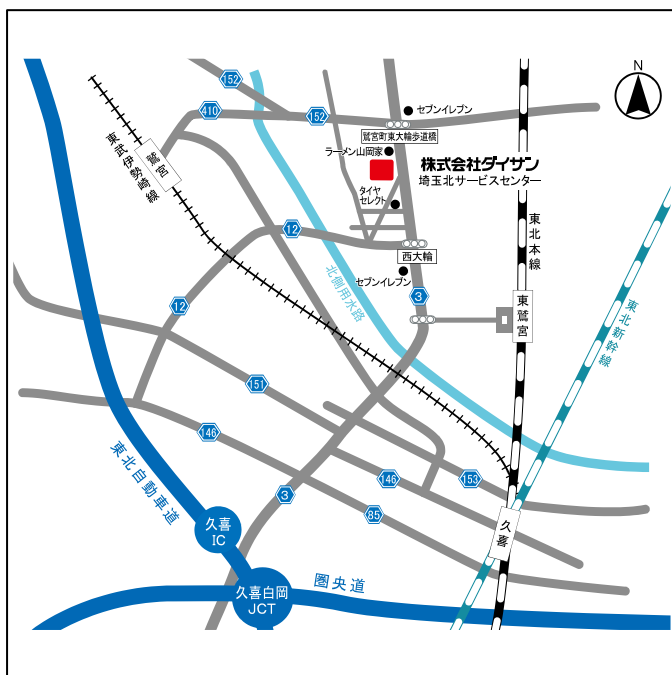 N
152
410
152
セブンイレブン
鷲宮町東大輪歩道橋
ラーメン山岡家
株式会社ダイサン
埼玉北サービスセンター
タイヤ
セレクト
鷲宮
東武伊勢崎線
12
西大輪
東北本線
セブンイレブン
北側用水路
3
12
東鷲宮
東北新幹線
151
146
東北自動車道
146
153
3
85
久喜
久喜
IC
圏央道
久喜白岡
JCT